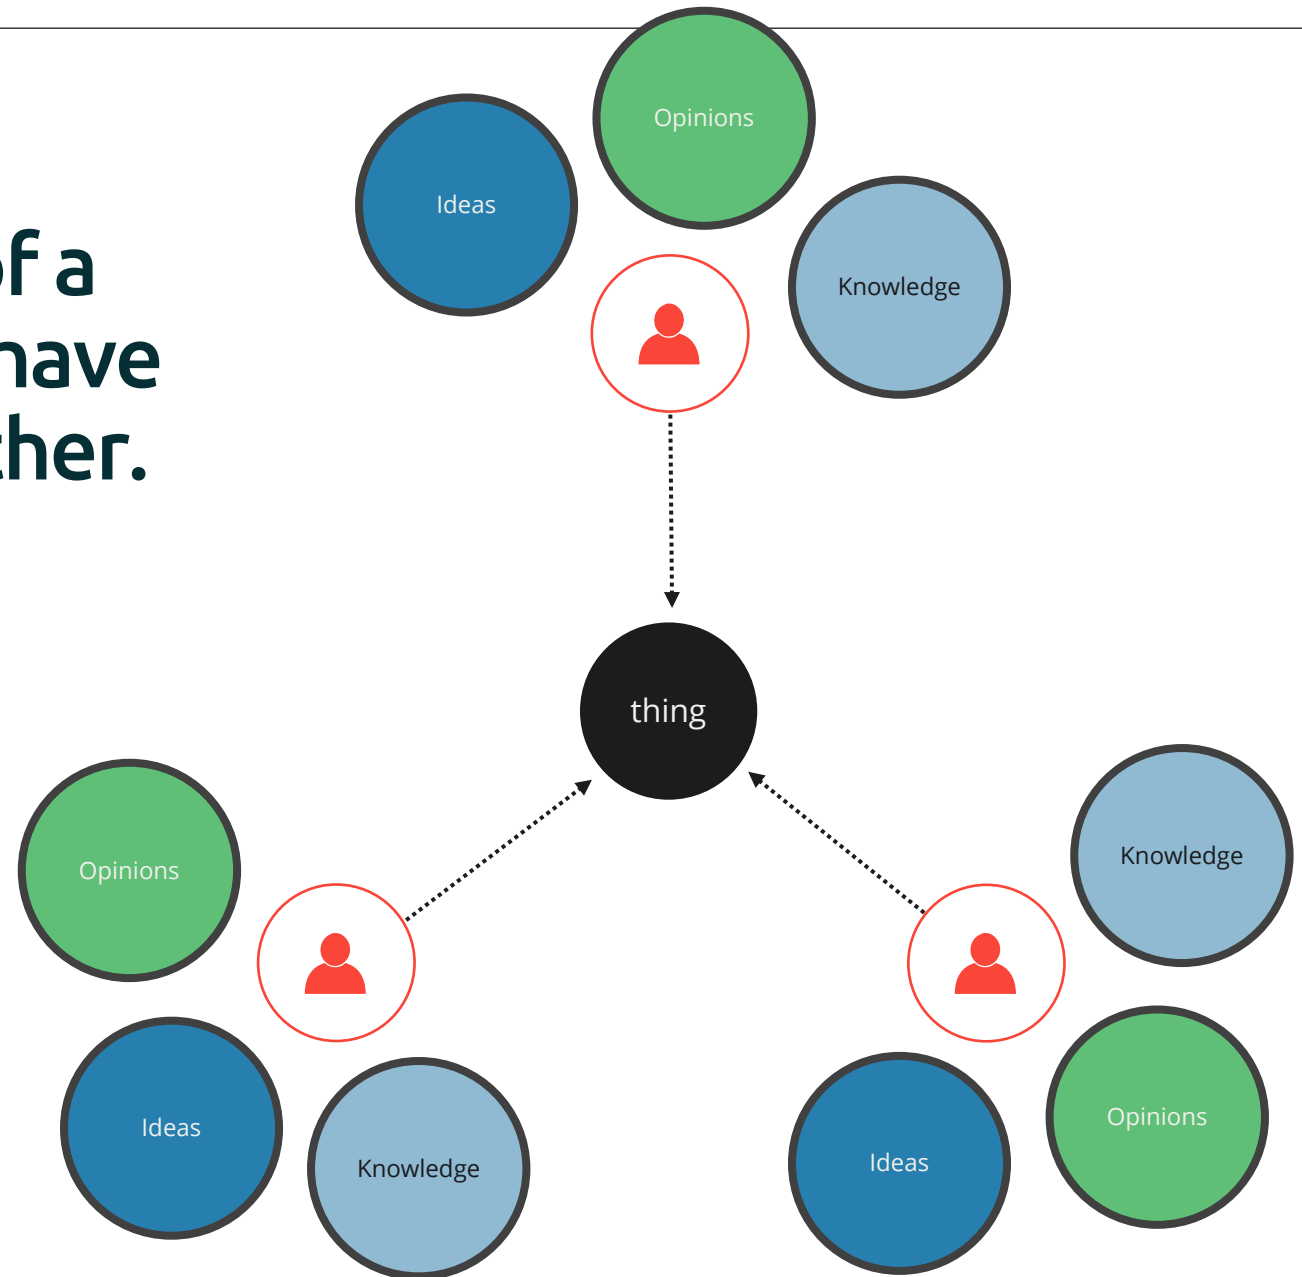 Opinions
Ideas
Knowledge
of a
have
ther.
thing
Knowledge
Opinions
Ideas
Knowledge
Opinions
Ideas